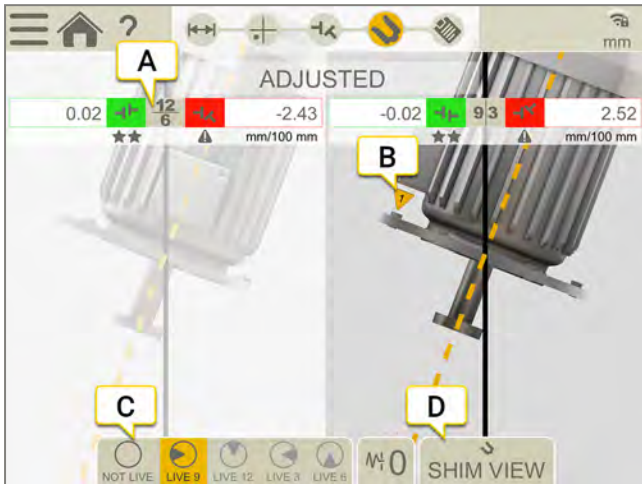 ?
mm
A
ADJUSTED
0.02 12/6 -2.43 -0.02 9 3 2.52
mm/100 mm mm/100 mm
B
1
C
D
NOT LIVE LIVE 9 LIVE 12 LIVE 3 LIVE 6 0 SHIM VIEW